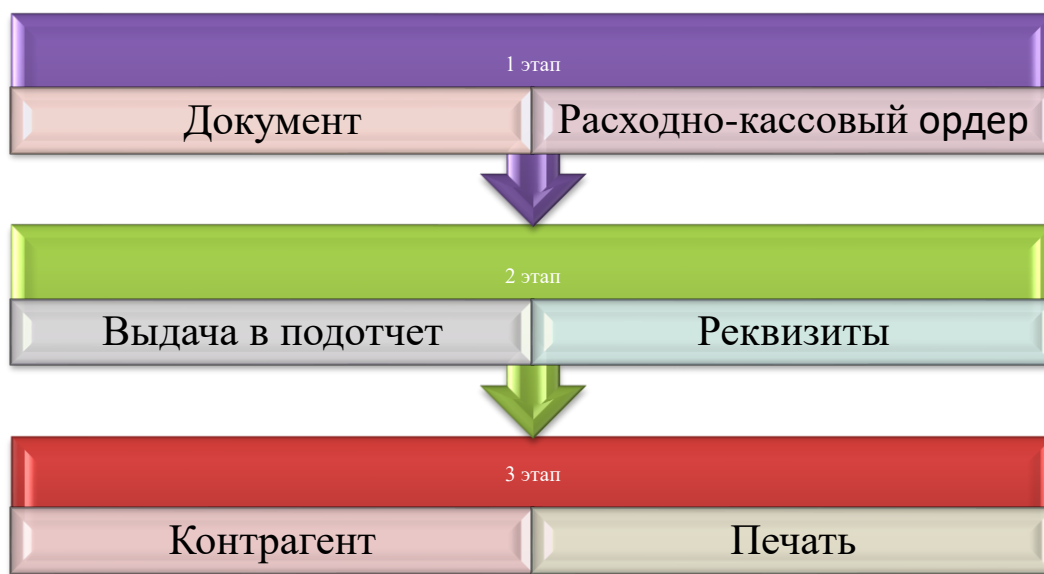 1 этап
Документ
Расходно-кассовый ордер
2 этап
Выдача в подотчет
Реквизиты
3 этап
Контрагент
Печать